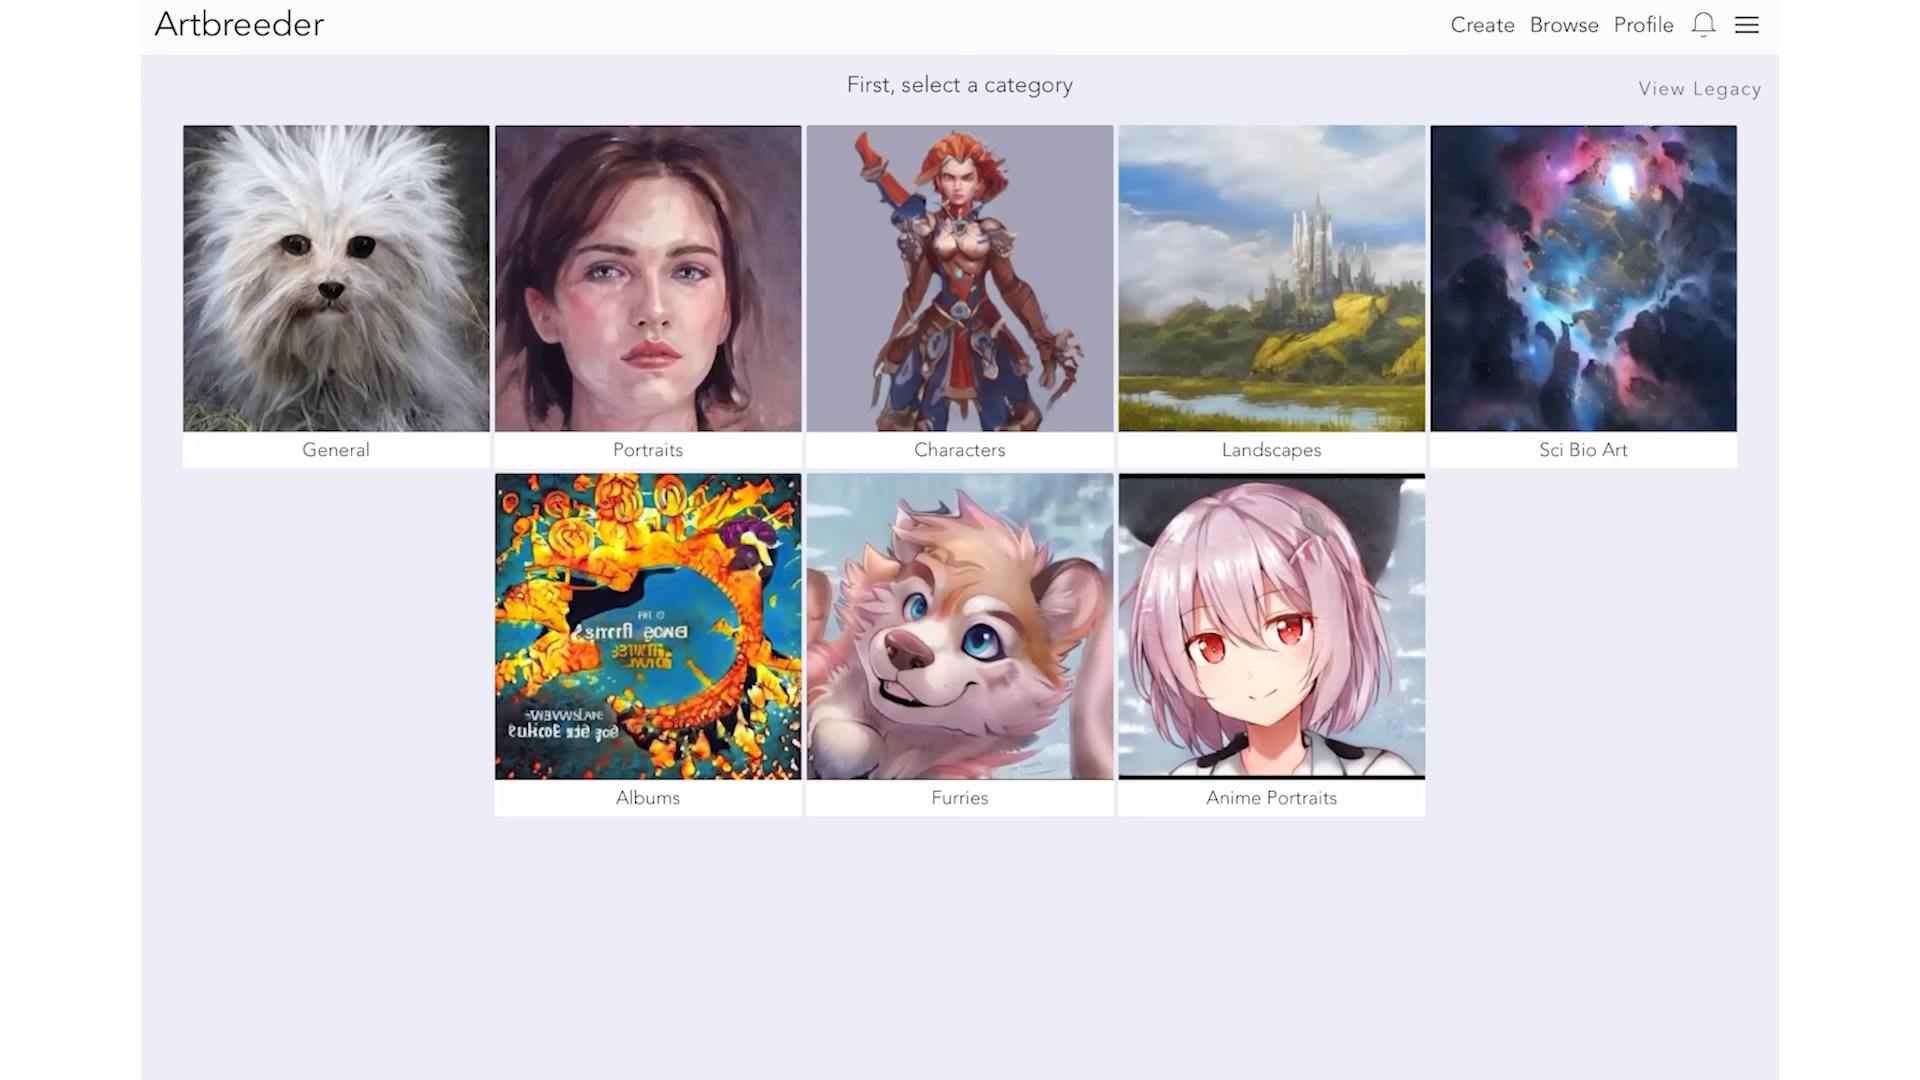 Artbreeder
Create Browse Profile
First, select a category
View Legacy
General
Portraits
Characters
Landscapes
Sci Bio Art
Albums
Furries
Anime Portraits